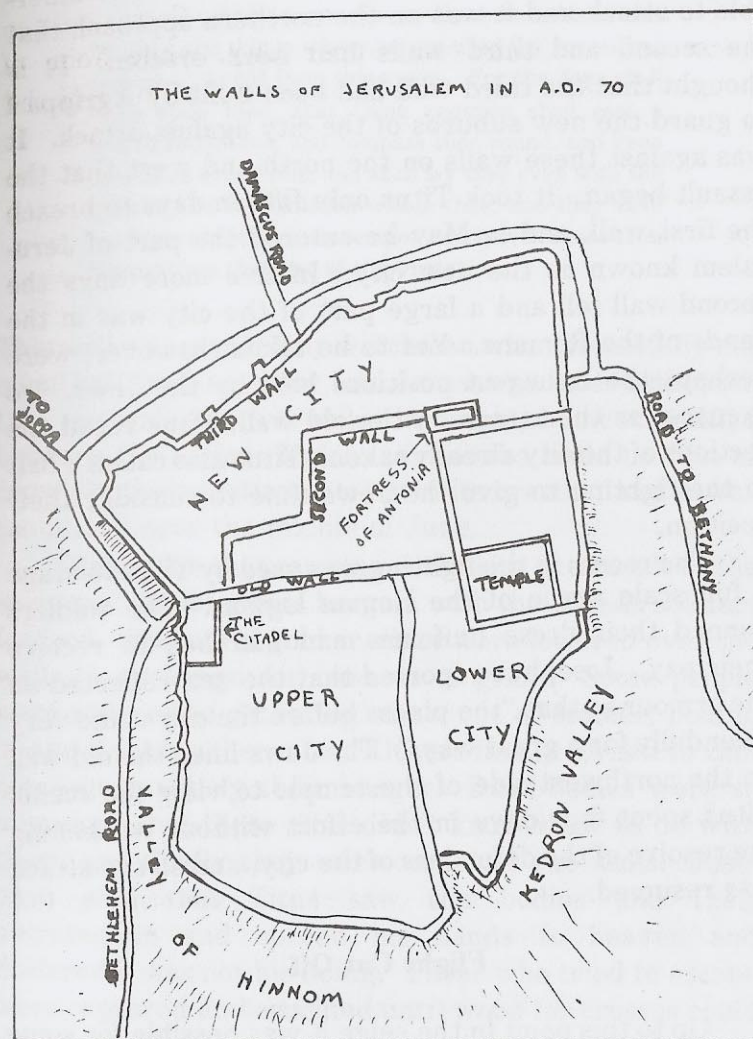 THE WALLS OF JERUSALEM IN A.D. 70
DAMASCUS ROAD
TO
JOPPA
THIRD WALL
NEW CITY
SECOND WALL
FORTRESS
OF ANTONIA
ROAD TO BETHANY
OLD WALL
TEMPLE
THE
CITADEL
UPPER
CITY
LOWER
CITY
KEDRON VALLEY
BETHLEHEM ROAD
VALLEY
OF
HINNOM